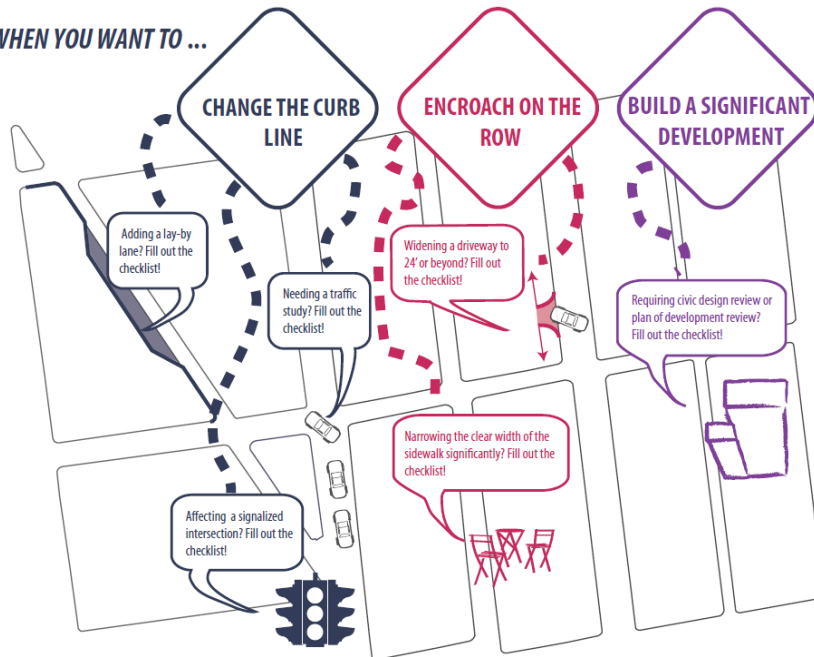 WHEN YOU WANT TO ...
CHANGE THE CURB
LINE
ENCROACH ON THE
ROW
BUILD A SIGNIFICANT
DEVELOPMENT
Adding a lay-by
lane? Fill out the
checklist!
Needing a traffic
study? Fill out the
checklist!
Widening a driveway to
24' or beyond? Fill out
the checklist!
Requiring civic design review or
plan of development review?
Fill out the checklist!
Narrowing the clear width of the
sidewalk significantly? Fill out the
checklist!
Affecting a signalized
intersection? Fill out the
checklist!